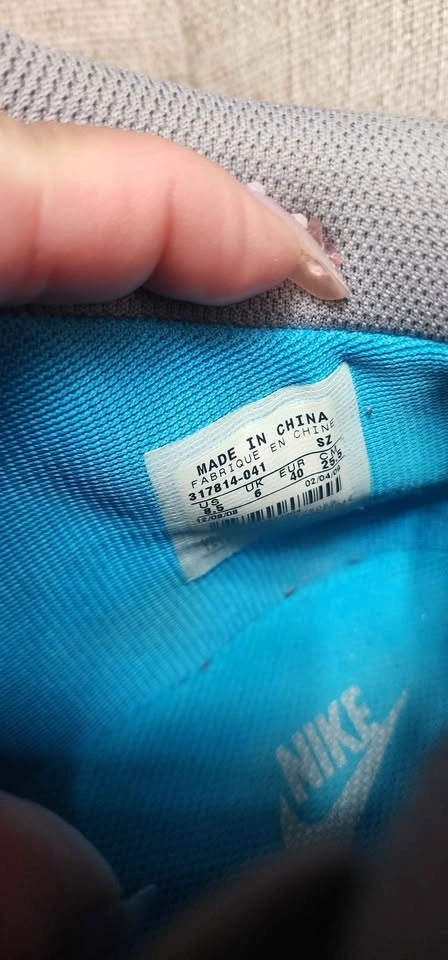 MADE IN CHINA
FABRIQUE EN CHINE
317814-041 SZ
US UK EUR CM
8.5 6 40 25.5
12/08/08 02/04/09
NIKE